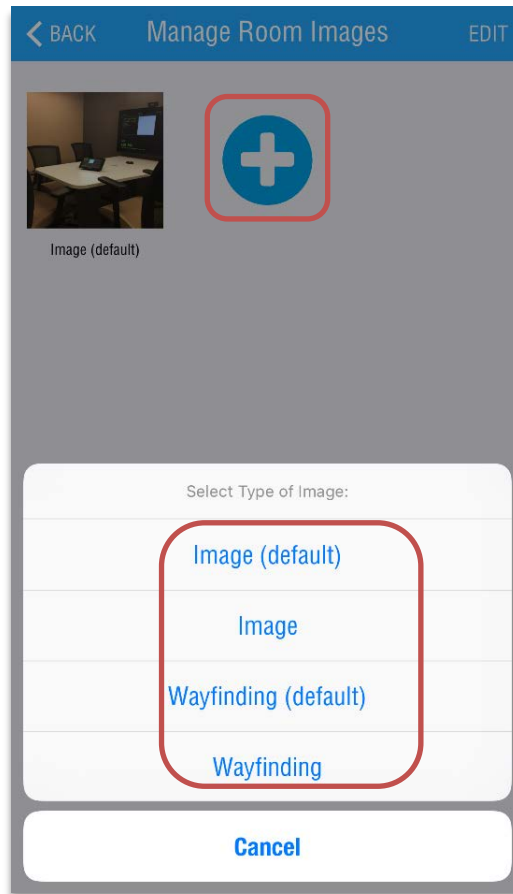 BACK Manage Room Images EDIT
Image (default)
Select Type of Image:
Image (default)
Image
Wayfinding (default)
Wayfinding
Cancel